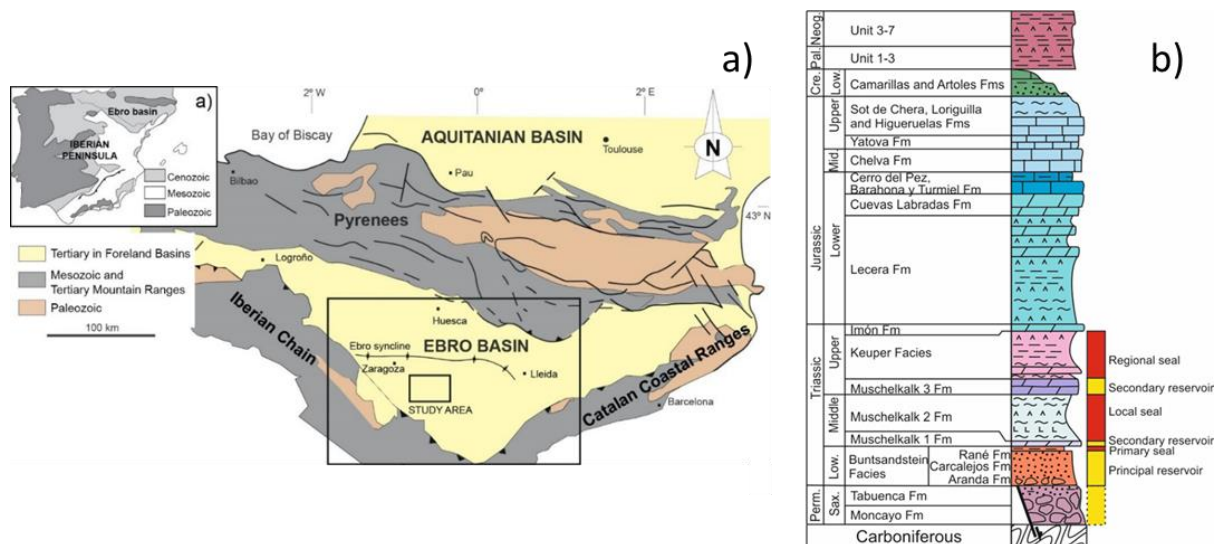 a)
2º W
0º
2º E
Bay of Biscay
AQUITANIAN BASIN
Toulouse
N
Bilbao
Pau
Pyrenees
43º N
Logroño
Huesca
Iberian Chain
EBRO BASIN
Ebro syncline
Zaragoza
Lleida
STUDY AREA
Catalan Coastal Ranges
Barcelona
a)
Ebro basin
IBERIAN
PENINSULA
Cenozoic
Mesozoic
Paleozoic
Tertiary in Foreland Basins
Mesozoic and
Tertiary Mountain Ranges
Paleozoic
100 km
b)
Neog.
Unit 3-7
Pal.
Unit 1-3
Cre.
Low.
Camarillas and Artoles Fms
Jurassic
Upper
Sot de Chera, Loriguilla
and Higueruelas Fms
Yatova Fm
Mid.
Chelva Fm
Lower
Cerro del Pez,
Barahona y Turmiel Fm
Cuevas Labradas Fm
Lecera Fm
Triassic
Upper
Imón Fm
Keuper Facies
Regional seal
Muschelkalk 3 Fm
Secondary reservoir
Middle
Muschelkalk 2 Fm
Local seal
Muschelkalk 1 Fm
Secondary reservoir
Primary seal
Low.
Buntsandstein
Facies
Rané Fm
Carcalejos Fm
Aranda Fm
Principal reservoir
Perm.
Sax.
Tabuenca Fm
Moncayo Fm
Carboniferous